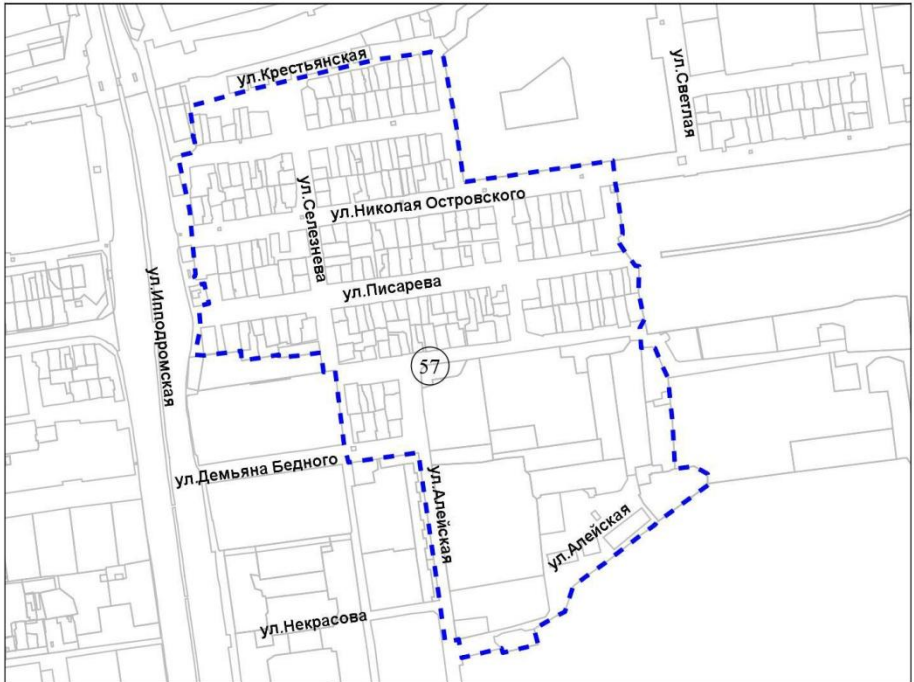 ул.Крестьянская
ул.Светлая
ул.Селезнева
ул.Николая Островского
ул.Писарева
ул.Ипподромская
57
ул.Демьяна Бедного
ул.Алейская
ул.Алейская
ул.Некрасова